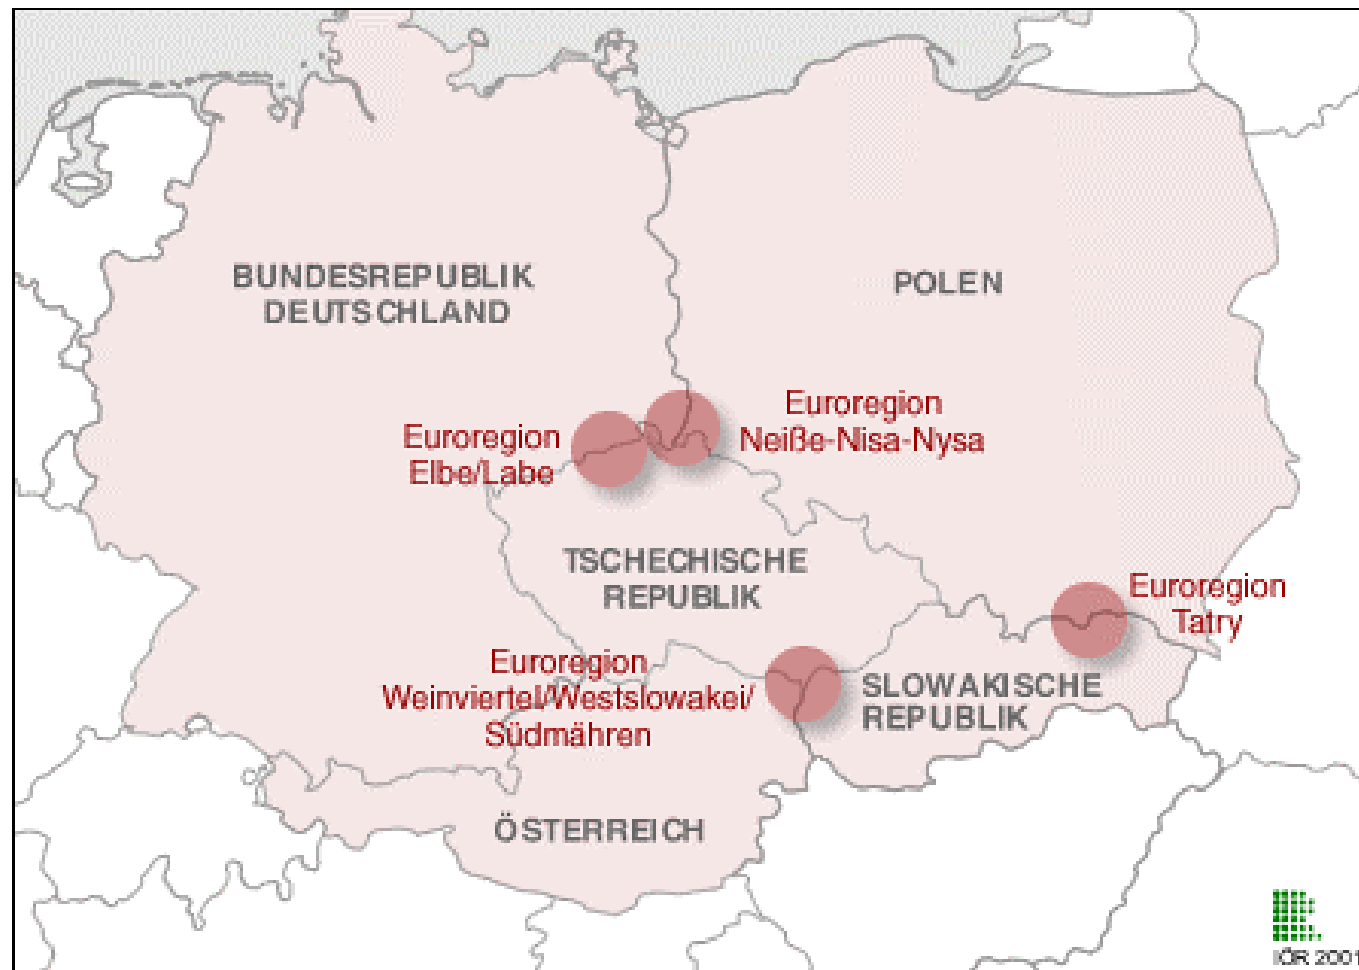 BUNDESREPUBLIK
DEUTSCHLAND
POLEN
Euroregion
Neiße-Nisa-Nysa
Euroregion
Elbe/Labe
TSCHECHISCHE
REPUBLIK
Euroregion
Tatry
Euroregion
Weinviertel/Westslowakei/
Südmähren
SLOWAKISCHE
REPUBLIK
ÖSTERREICH
IÖR 2001